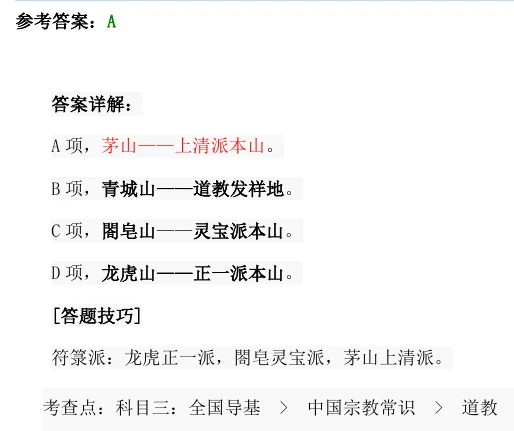 参考答案：A
答案详解：
A 项，茅山——上清派本山。
B 项，青城山——道教发祥地。
C 项，閤皂山——灵宝派本山。
D 项，龙虎山——正一派本山。
[答题技巧]
符箓派：龙虎正一派，閤皂灵宝派，茅山上清派。
考查点：科目三：全国导基 > 中国宗教常识 > 道教